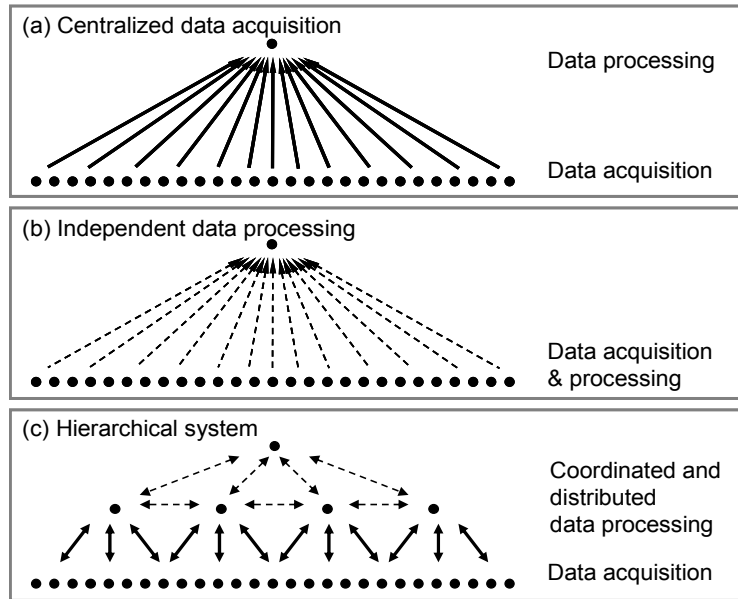 (a) Centralized data acquisition
Data processing
Data acquisition
(b) Independent data processing
Data acquisition
& processing
(c) Hierarchical system
Coordinated and
distributed
data processing
Data acquisition